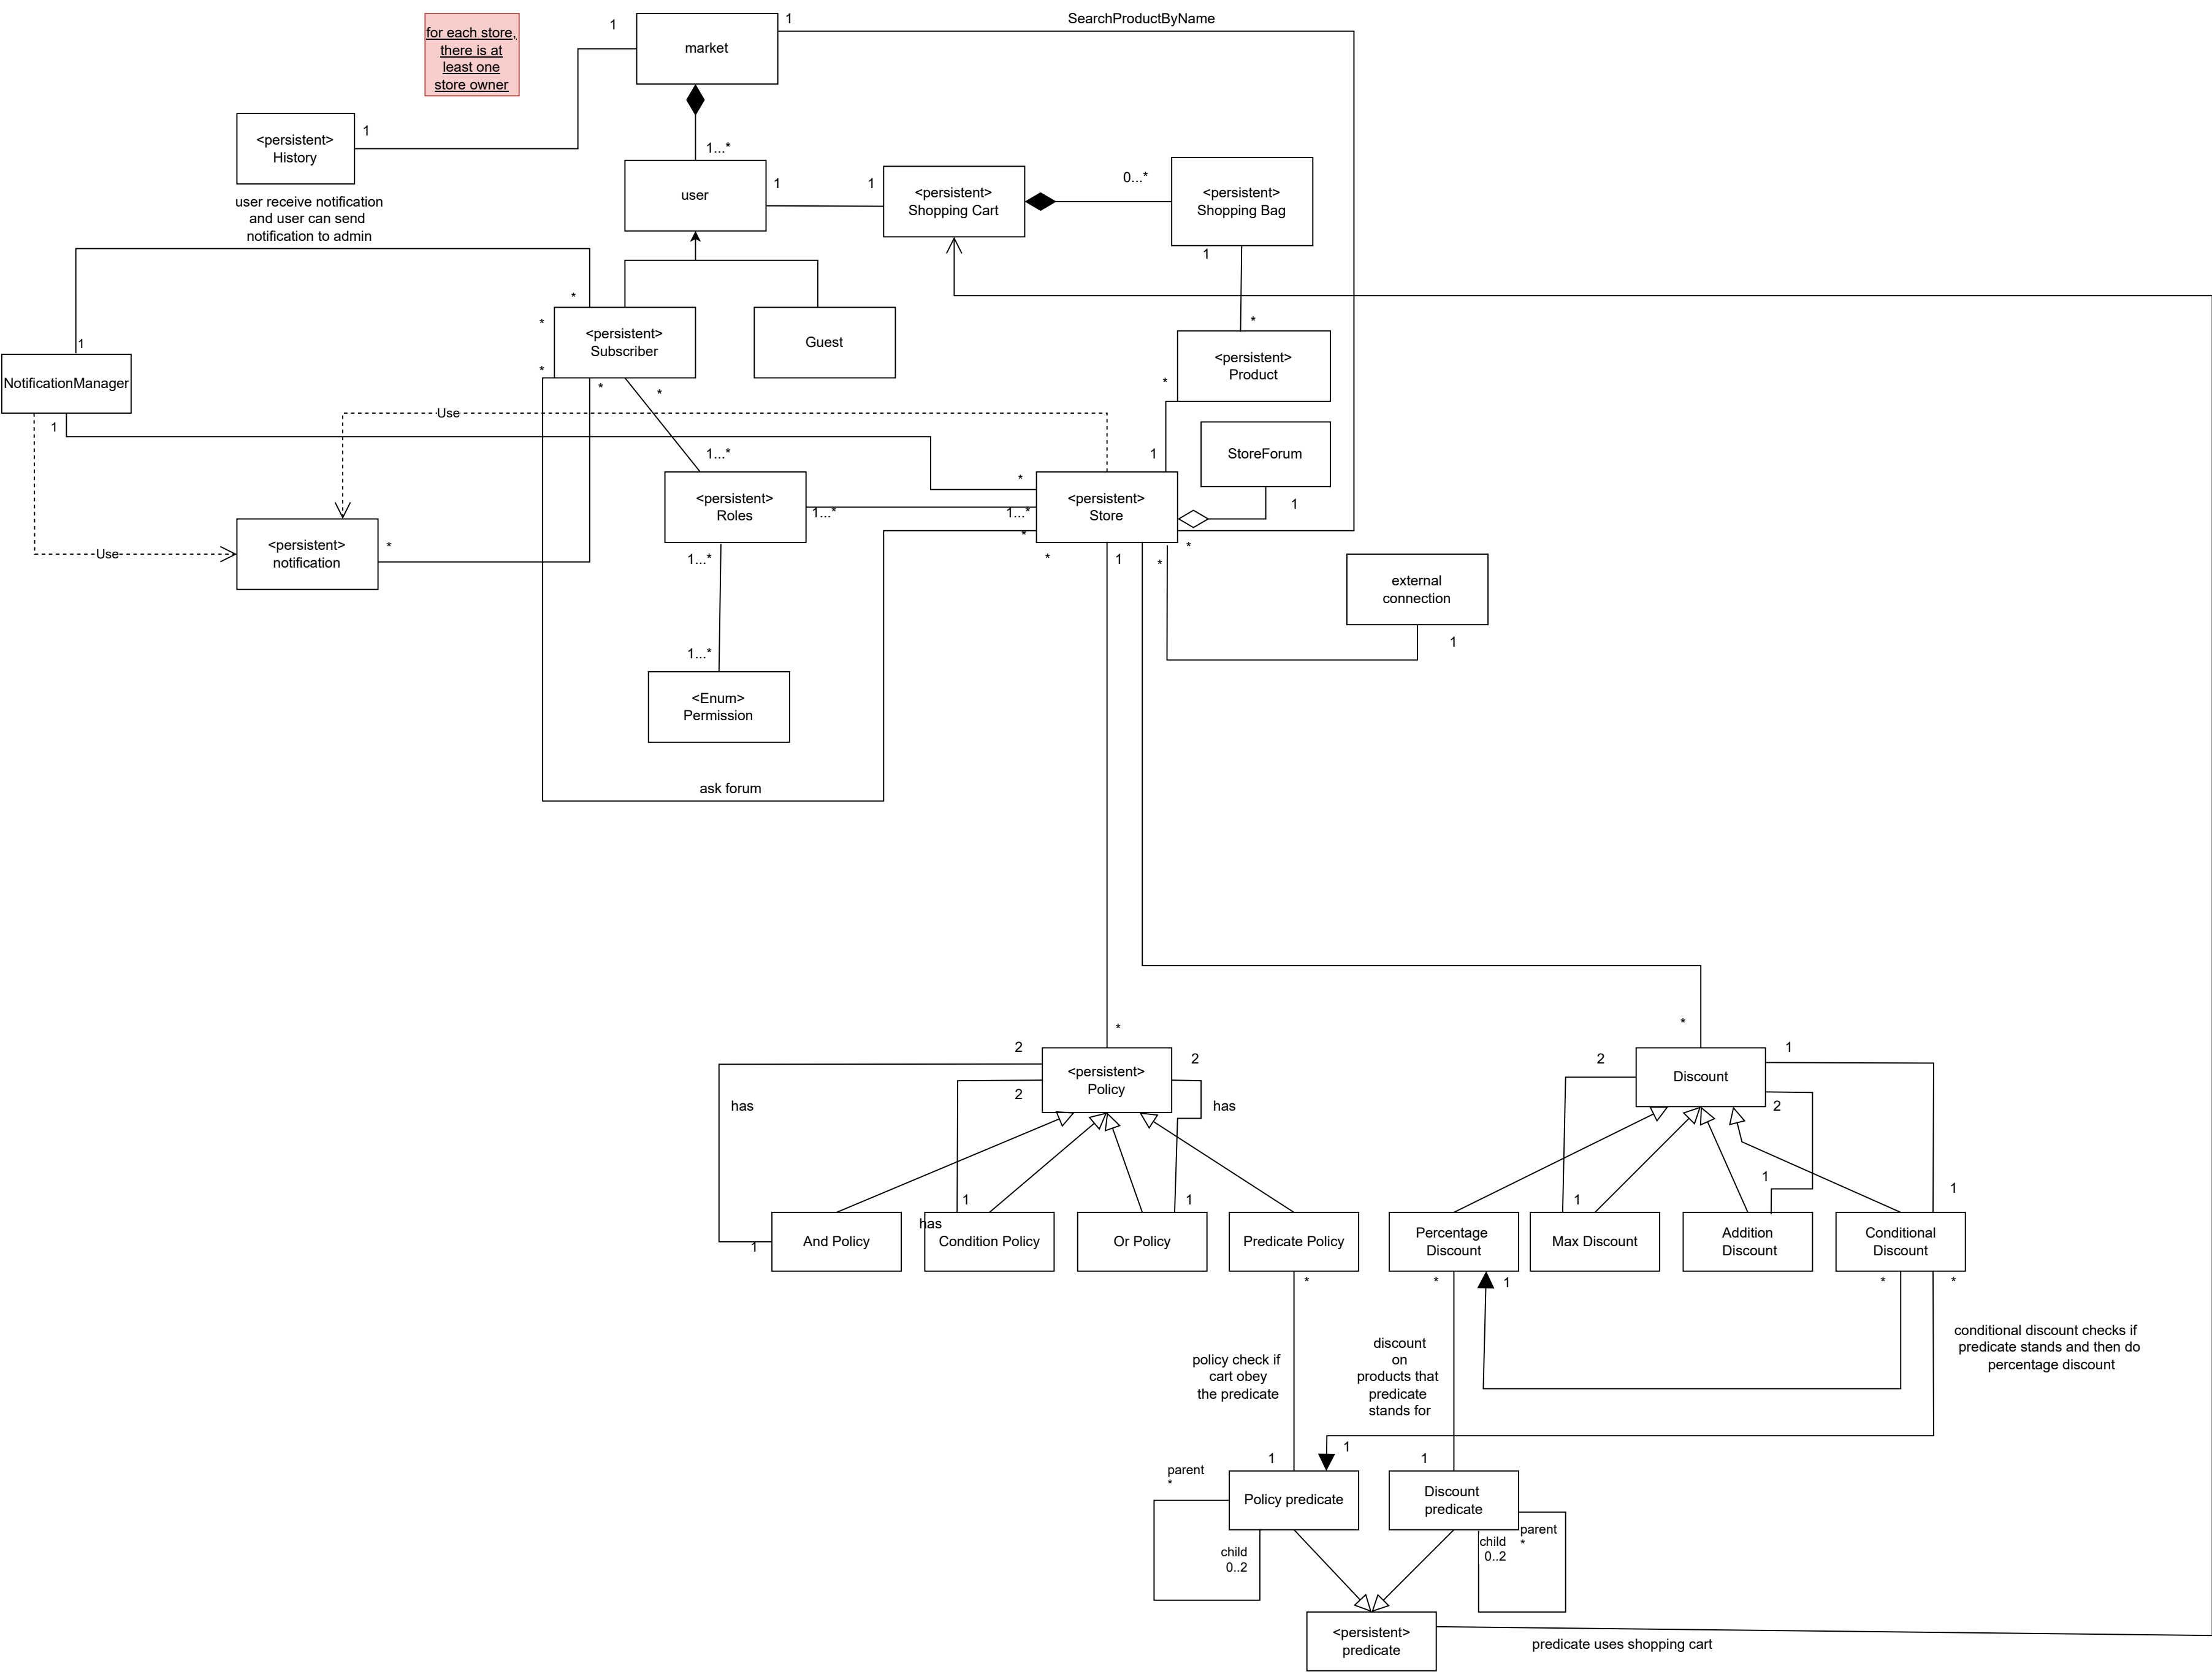 SearchProductByName
1
1
market
for each store,
there is at
least one
store owner
<persistent>
History
1
1...*
user
1
1
<persistent>
Shopping Cart
0...*
<persistent>
Shopping Bag
1
user receive notification
and user can send
notification to admin
*
*
*
*
<persistent>
Subscriber
Guest
*
<persistent>
Product
*
1
NotificationManager
1
*
Use
1...*
1
StoreForum
1
<persistent>
Roles
1...*
*
1...*
*
<persistent>
Store
*
*
1
*
<persistent>
notification
*
Use
1...*
1...*
<Enum>
Permission
external
connection
1
ask forum
*
*
2
2
<persistent>
Policy
2
has
has
has
And Policy
1
1
Condition Policy
Or Policy
1
Predicate Policy
*
2
Discount
1
2
Percentage
Discount
*
1
1
Max Discount
1
Addition
Discount
1
Conditional
Discount
*
*
policy check if
cart obey
the predicate
discount
on
products that
predicate
stands for
conditional discount checks if
predicate stands and then do
percentage discount
1
1
1
parent
*
Policy predicate
child
0..2
Discount
predicate
child
0..2
parent
*
<persistent>
predicate
predicate uses shopping cart